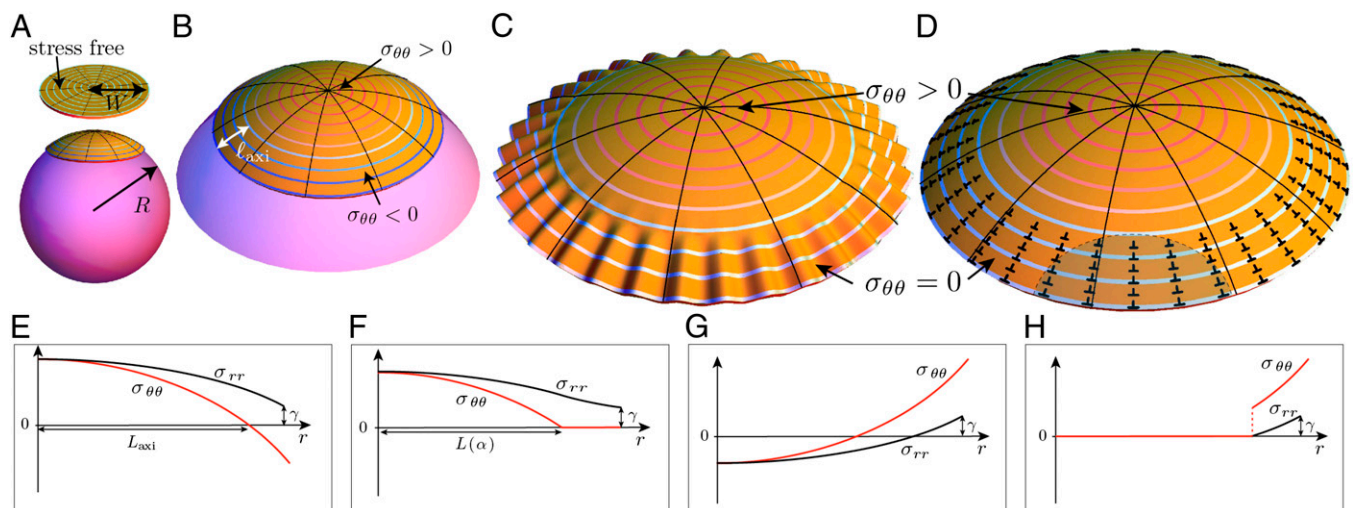 A
stress free
W
R
B
σθθ > 0
ℓaxi
σθθ < 0
C
σθθ > 0
σθθ = 0
D
E
σrr
σθθ
γ
0
r
Laxi
F
σrr
σθθ
γ
0
r
L(α)
G
σθθ
γ
0
σrr
r
H
σθθ
σrr
γ
0
r